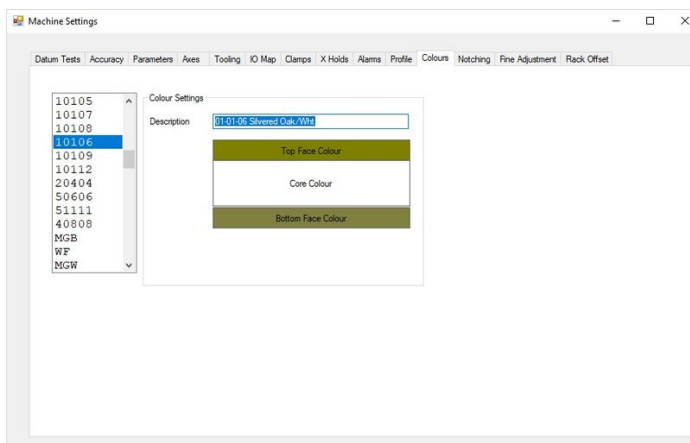 Machine Settings
Datum Tests Accuracy Parameters Axes Tooling IO Map Clamps X Holds Alarms Profile Colours Notching Fine Adjustment Rack Offset
10105
10107
10108
10106
10109
10112
20404
50606
51111
40808
MGB
WF
MGW
Colour Settings
Description 01-01-06 Silvered Oak/Wht
Top Face Colour
Core Colour
Bottom Face Colour